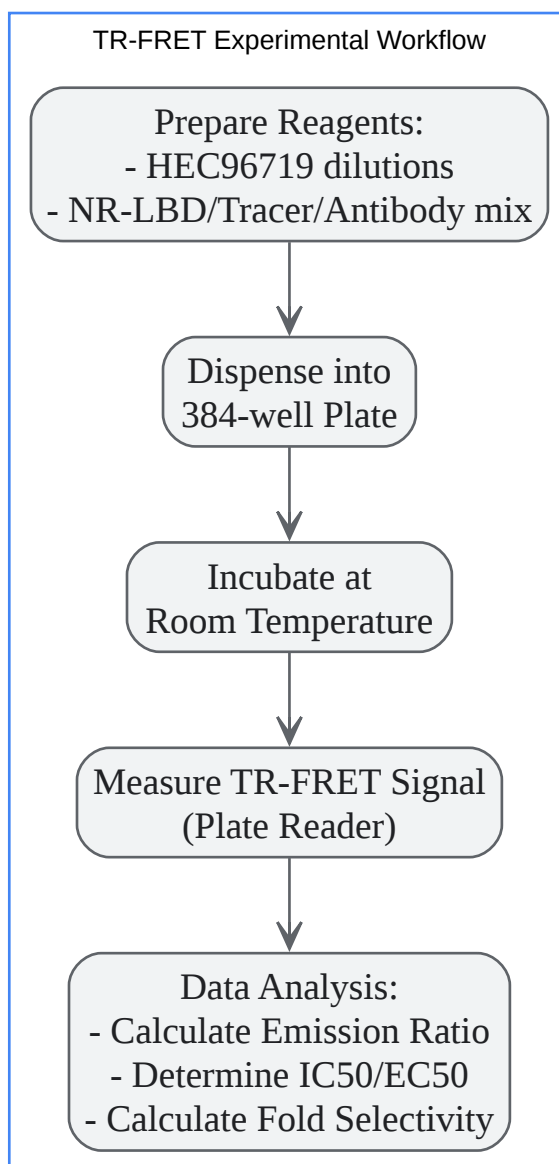 TR-FRET Experimental Workflow
Prepare Reagents:
- HEC96719 dilutions
- NR-LBD/Tracer/Antibody mix
Dispense into
384-well Plate
Incubate at
Room Temperature
Measure TR-FRET Signal
(Plate Reader)
Data Analysis:
- Calculate Emission Ratio
- Determine IC50/EC50
- Calculate Fold Selectivity